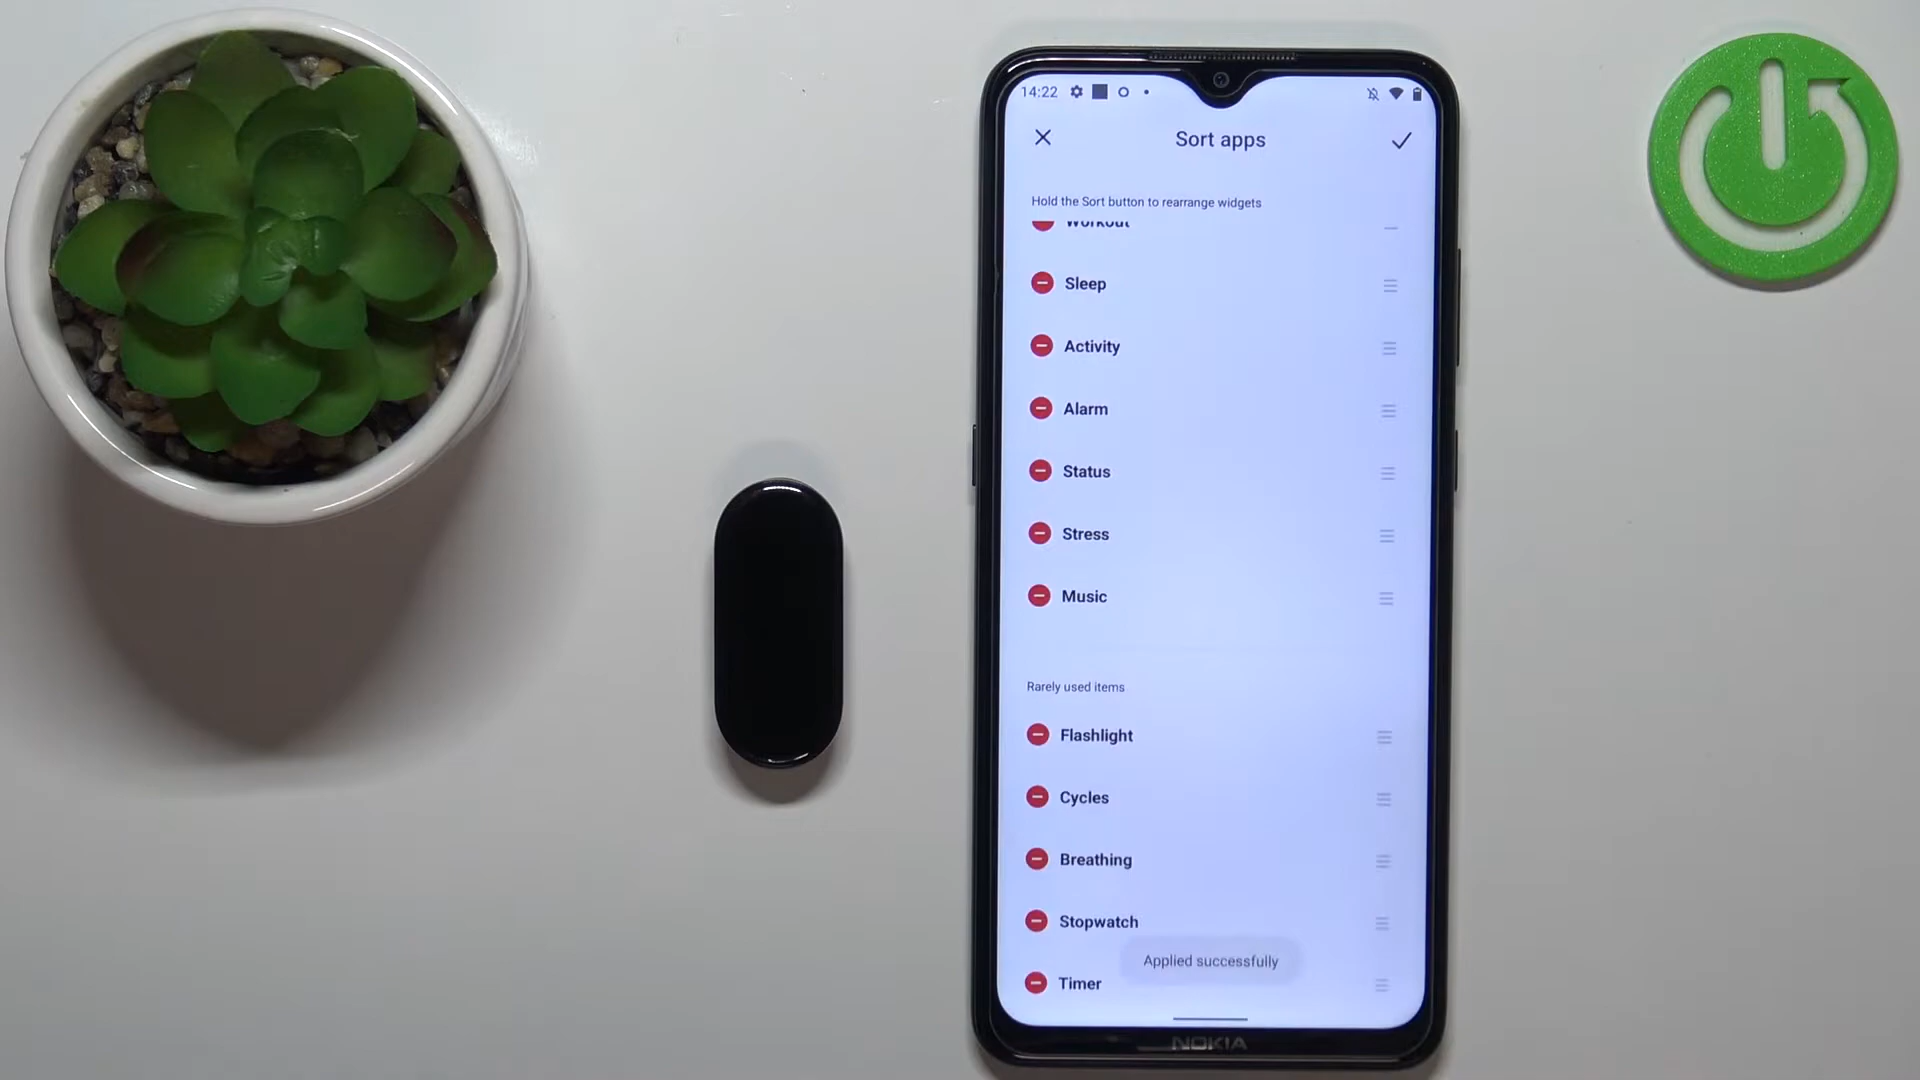 14:22
Sort apps
Hold the Sort button to rearrange widgets
Workout
Sleep
Activity
Alarm
Status
Stress
Music
Rarely used items
Flashlight
Cycles
Breathing
Stopwatch
Applied successfully
Timer
NOKIA